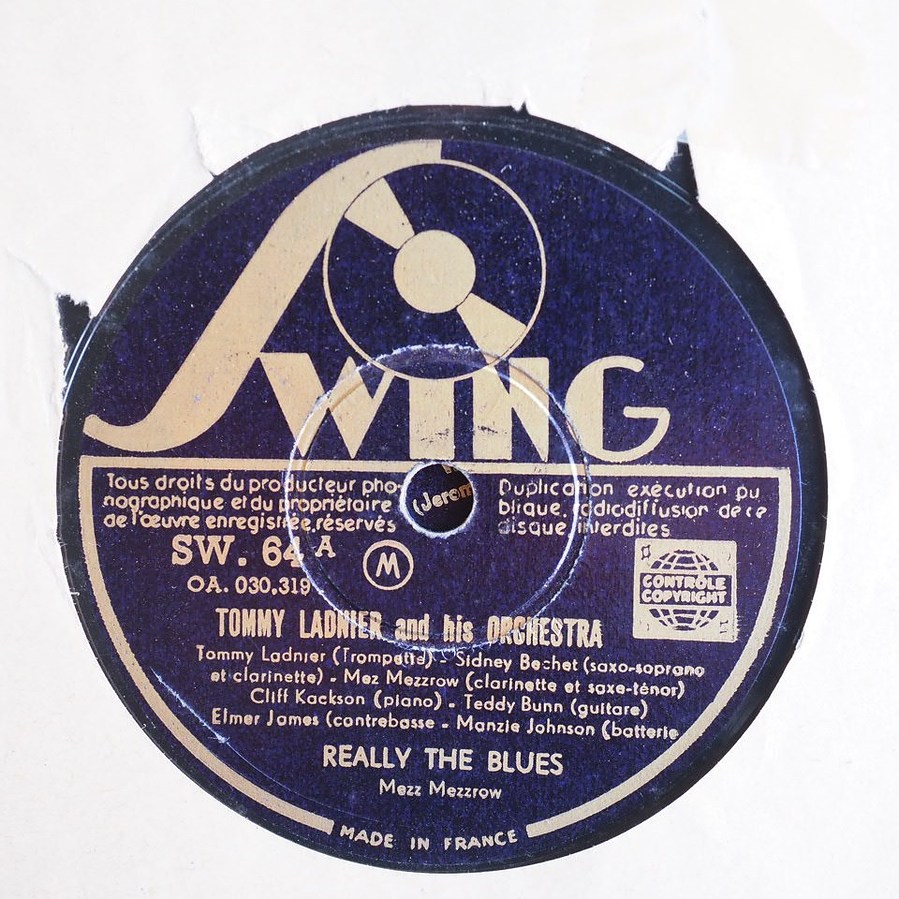 SWING
Tous droits du producteur pho-
nographique et du propriétaire
de l'œuvre enregistrée, réservés
Duplication exécution pu
blique, radiodiffusion de ce
disque interdites
(Jerom
SW. 64 A
M
OA. 030.319
CONTRÔLE
COPYRIGHT
TOMMY LADNIER and his ORCHESTRA
Tommy Ladnier (Trompette) - Sidney Bechet (saxo-soprano
et clarinette) - Mez Mezzrow (clarinette et saxe-ténor)
Cliff Kackson (piano) - Teddy Bunn (guitare)
Elmer James (contrebasse - Manzie Johnson (batterie
REALLY THE BLUES
Mezz Mezzrow
MADE IN FRANCE